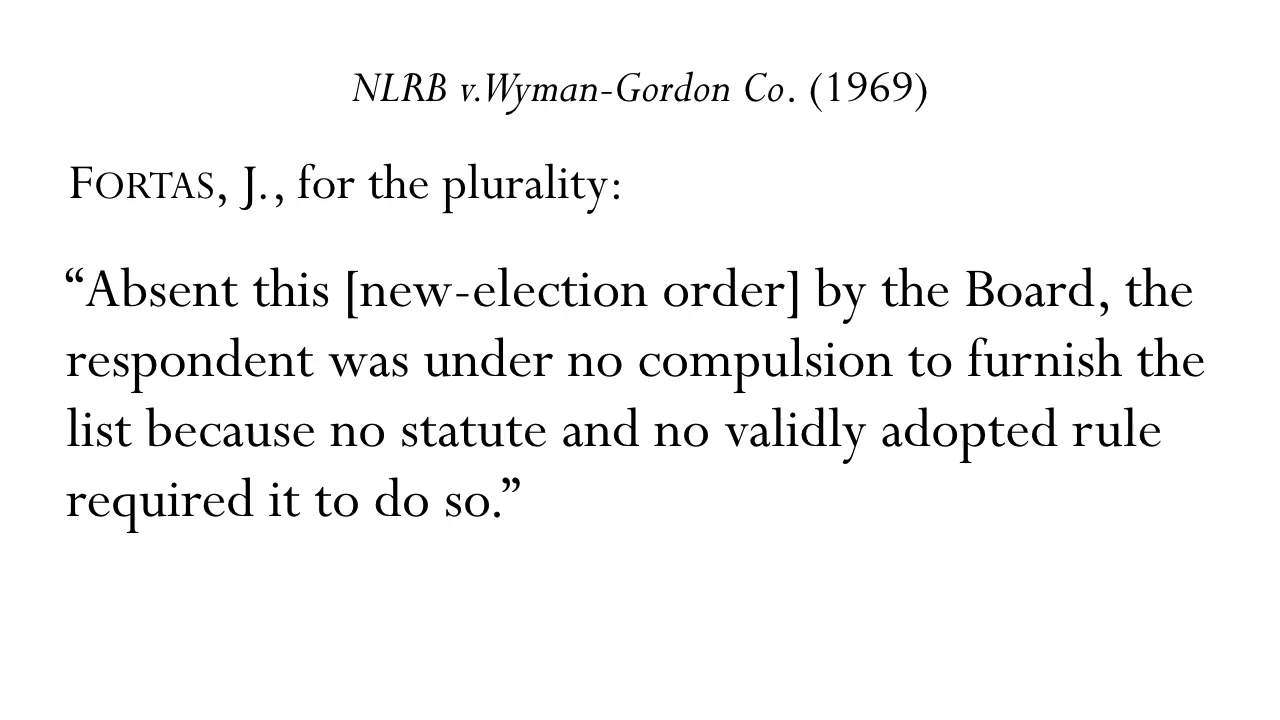 NLRB v. Wyman-Gordon Co. (1969)
FORTAS, J., for the plurality:
“Absent this [new-election order] by the Board, the
respondent was under no compulsion to furnish the
list because no statute and no validly adopted rule
required it to do so.”